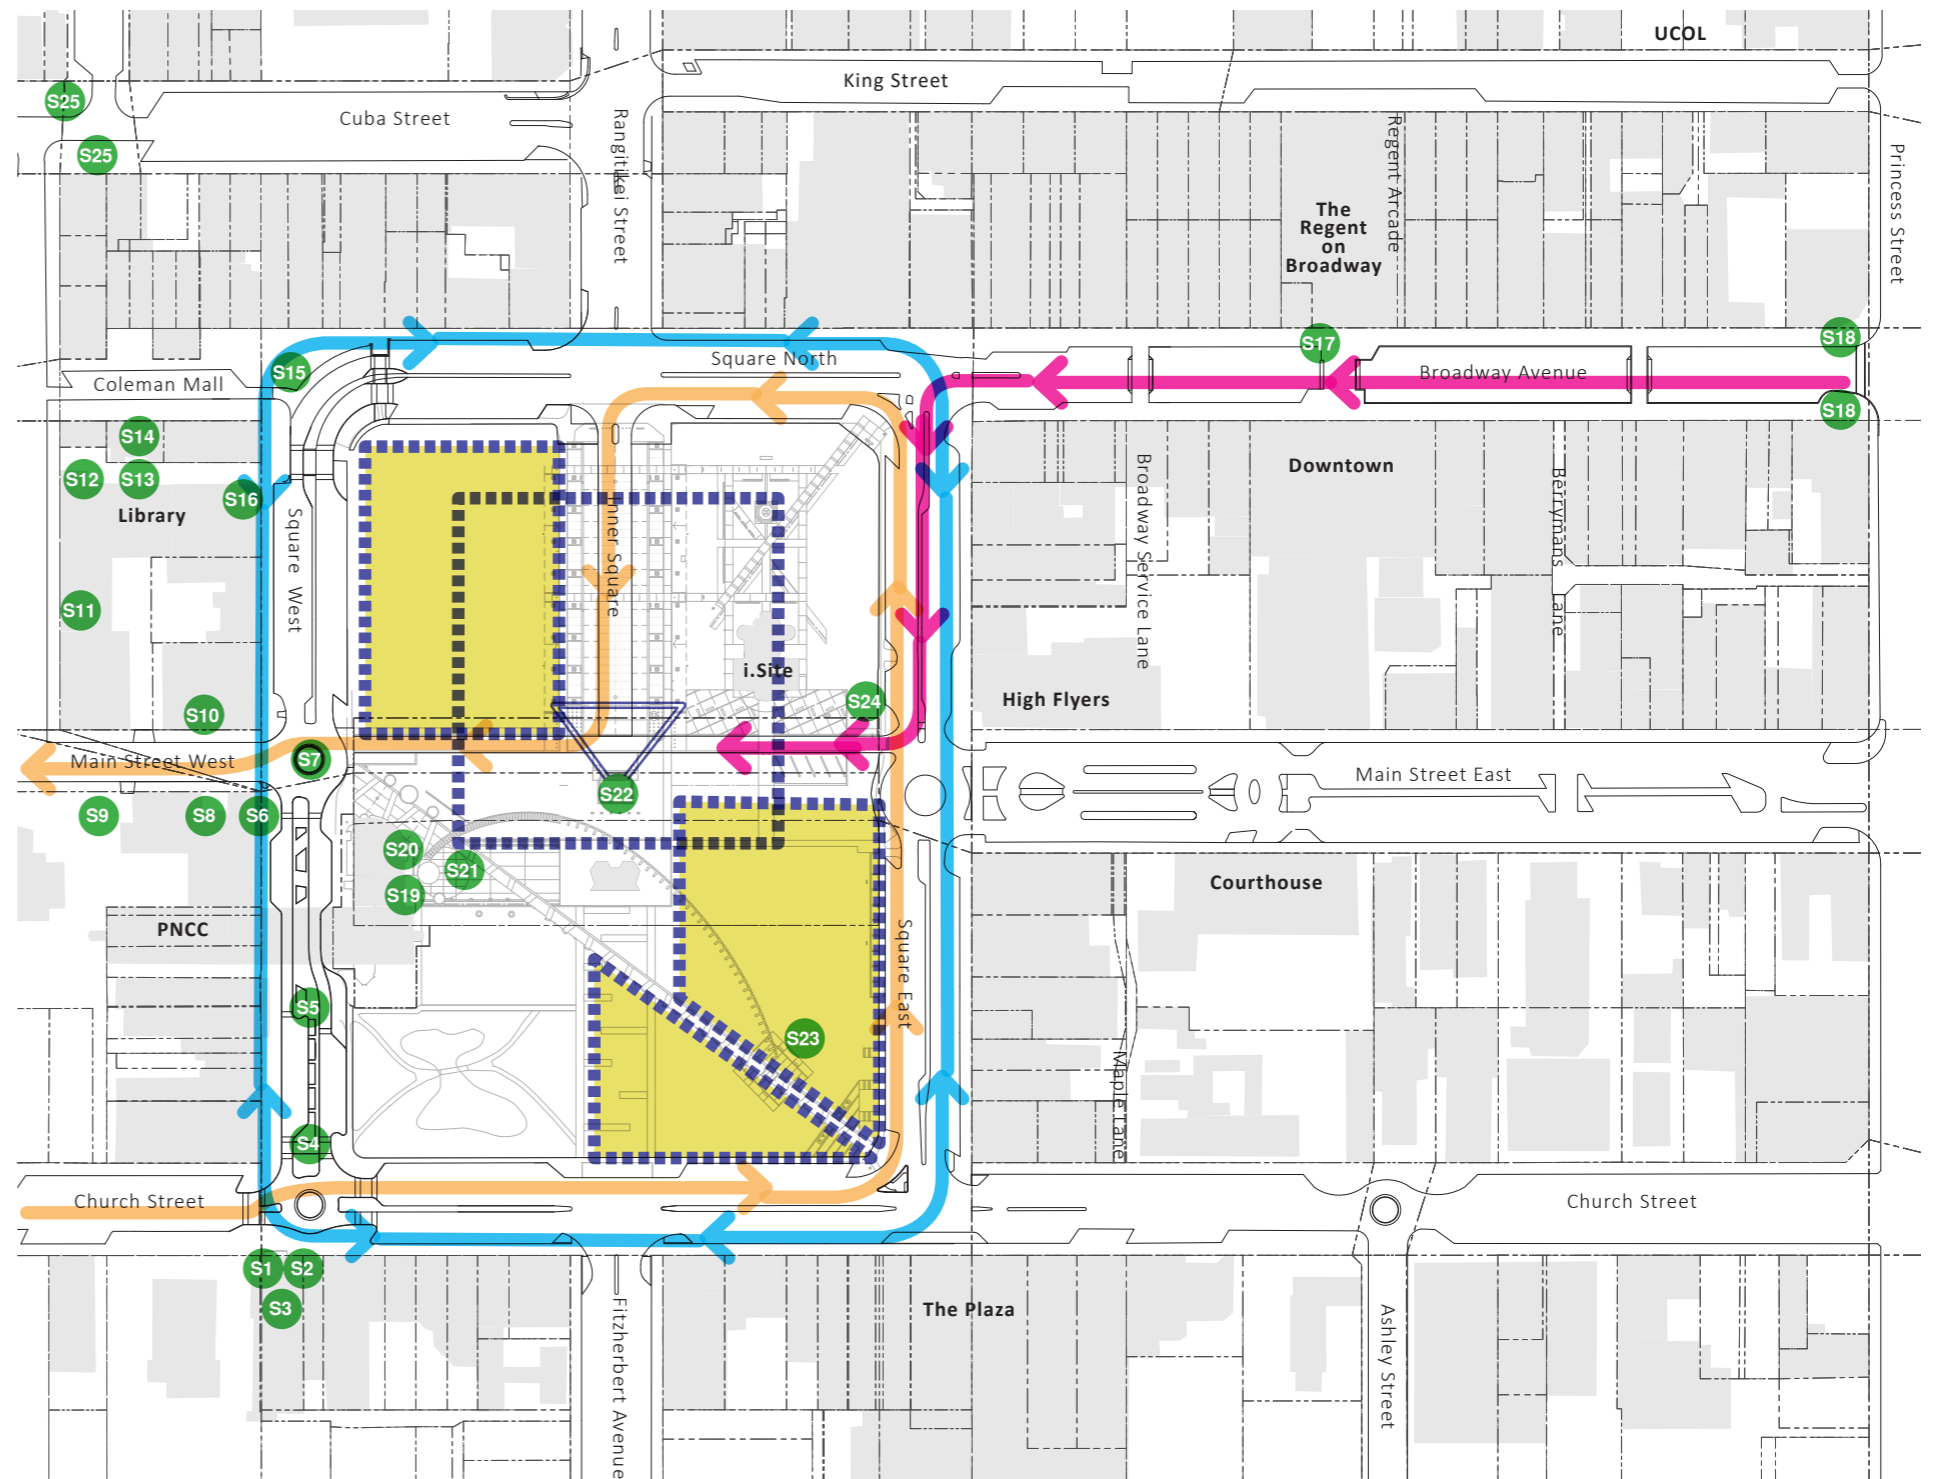 UCOL
King Street
S25
Cuba Street
S25
Rangitikei Street
Regent Arcade
Princess Street
The
Regent
on
Broadway
S17
S18
Square North
S15
Coleman Mall
Broadway Avenue
S18
S14
S12
S13
S16
Library
Square West
Inner Square
Downtown
Broadway Service Lane
Berrymans Lane
S11
i.Site
S24
High Flyers
S10
S7
Main Street West
Main Street East
S22
S9
S8
S6
S20
S21
S19
Courthouse
PNCC
Square East
S5
S23
Maple Lane
S4
Church Street
Church Street
S1
S2
S3
The Plaza
Fitzherbert Avenue
Ashley Street